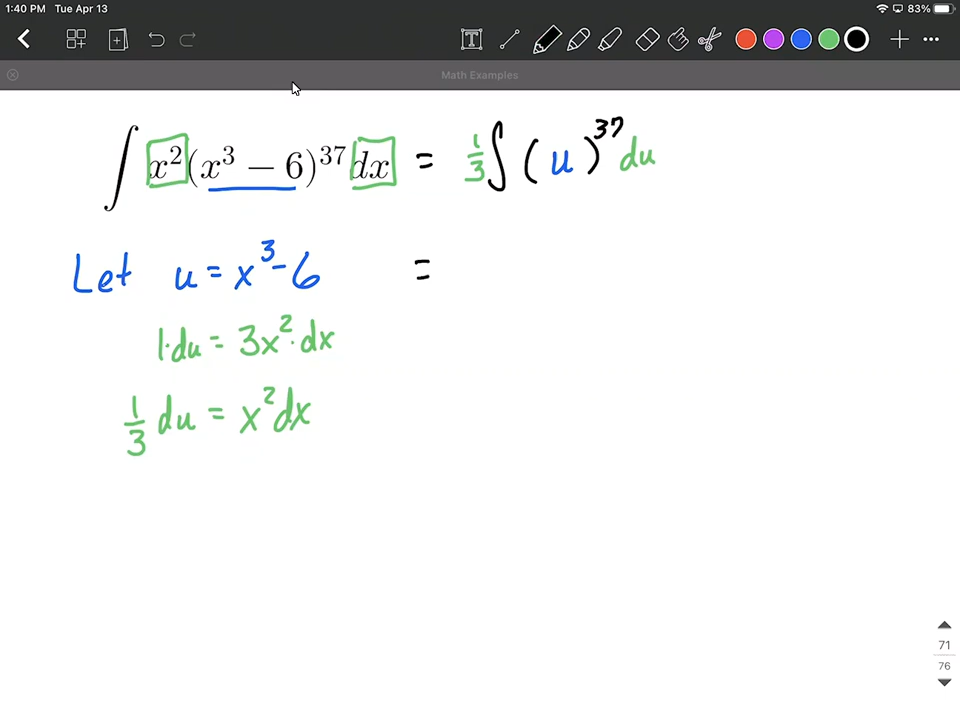 1:40 PM Tue Apr 13 83%
Math Examples
∫ x²(x³ − 6)³⁷ dx = 1/3 ∫ (u)³⁷ du
Let u = x³ - 6 =
1·du = 3x²·dx
1/3 du = x² dx
71
76